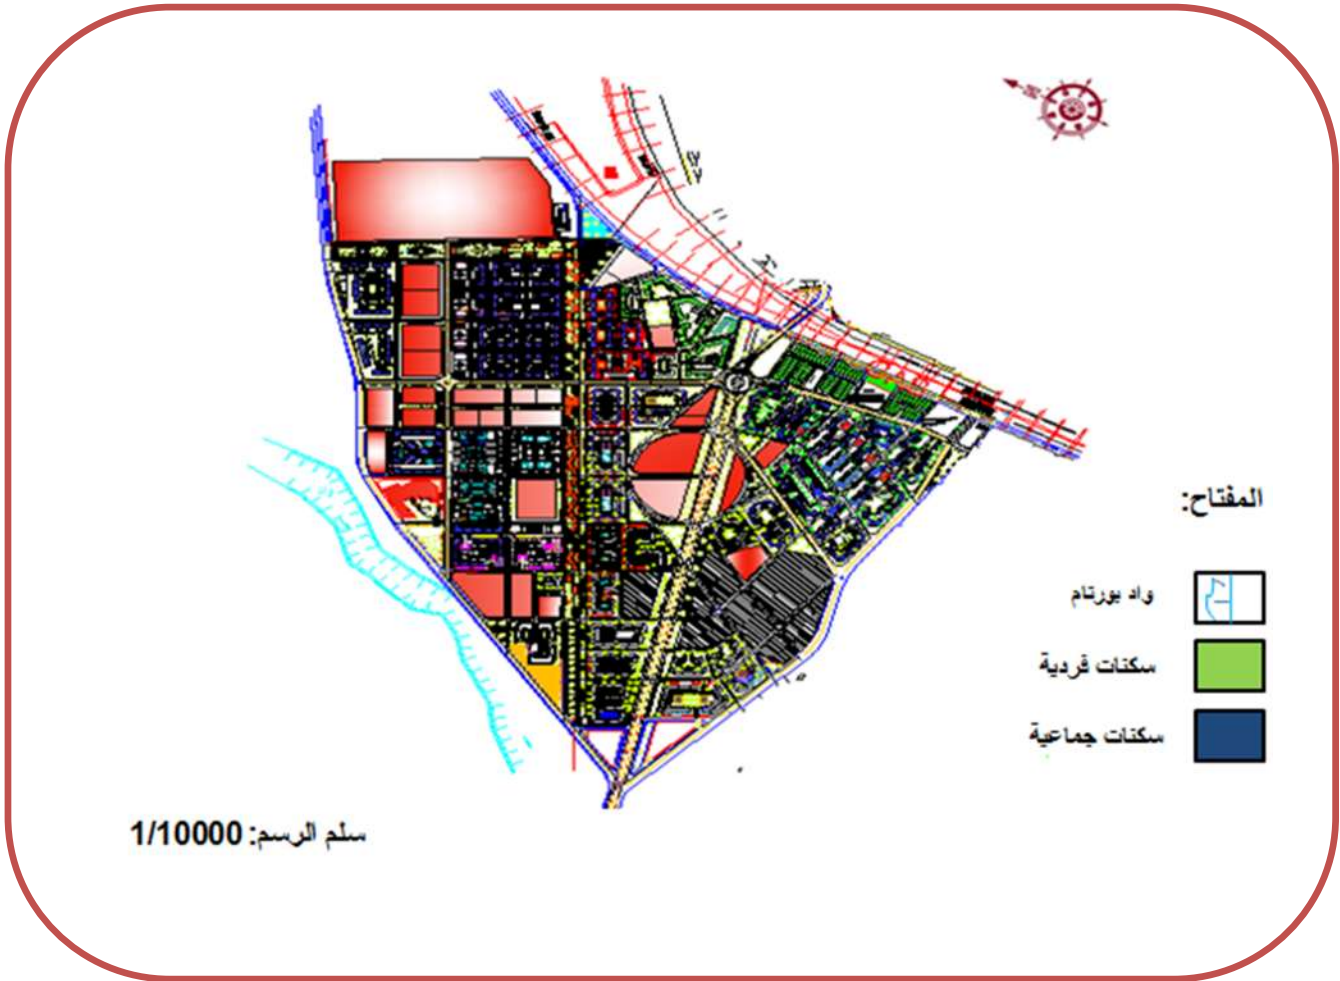 المفتاح:
واد بورتام
سكنات فردية
سكنات جماعية
سلم الرسم: 1/10000